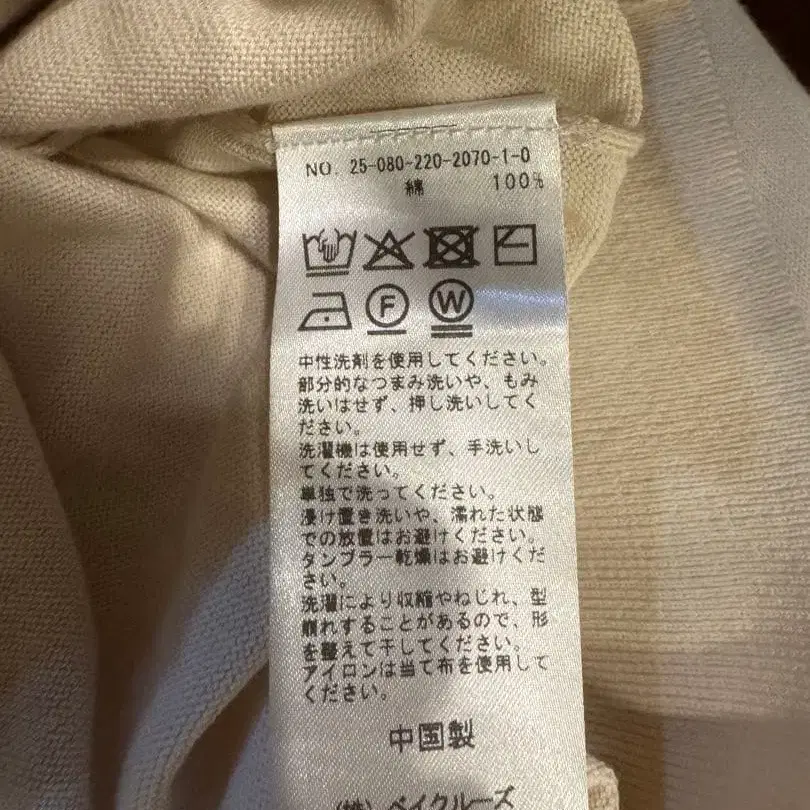 NO. 25-080-220-2070-1-0
綿 100%
F W
中性洗剤を使用してください。
部分的なつまみ洗いや、もみ
洗いはせず、押し洗いしてく
ださい。
洗濯機は使用せず、手洗いし
てください。
単独で洗ってください。
浸け置き洗いや、濡れた状態
での放置はお避けください。
タンブラー乾燥はお避けくだ
さい。
洗濯により収縮やねじれ、型
崩れすることがあるので、形
を整えて干してください。
アイロンは当て布を使用して
ください。
中国製
(株) ベイクルーズ